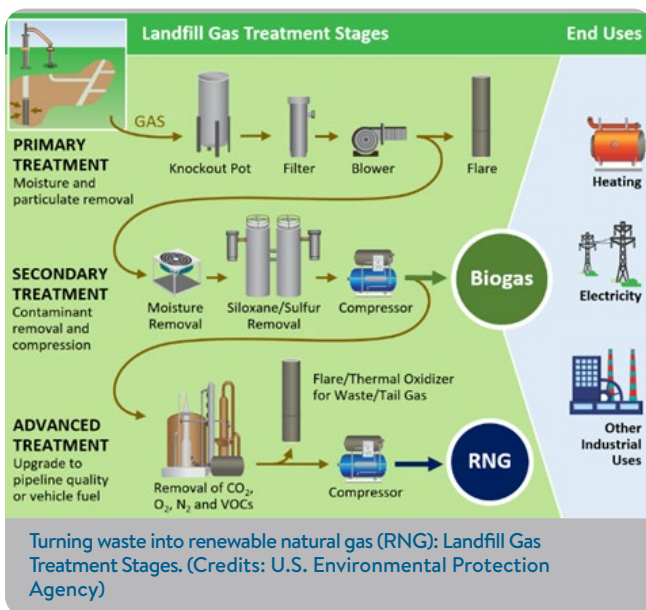 Landfill Gas Treatment Stages
End Uses
GAS
PRIMARY
TREATMENT
Moisture and
particulate removal
Knockout Pot
Filter
Blower
Flare
Heating
SECONDARY
TREATMENT
Contaminant
removal and
compression
Moisture
Removal
Siloxane/Sulfur
Removal
Compressor
Biogas
Electricity
ADVANCED
TREATMENT
Upgrade to
pipeline quality
or vehicle fuel
Removal of CO₂,
O₂, N₂ and VOCs
Flare/Thermal Oxidizer
for Waste/Tail Gas
Compressor
RNG
Other
Industrial
Uses
Turning waste into renewable natural gas (RNG): Landfill Gas
Treatment Stages. (Credits: U.S. Environmental Protection
Agency)